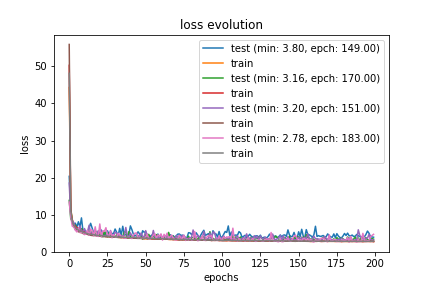 loss evolution
test (min: 3.80, epch: 149.00)
train
test (min: 3.16, epch: 170.00)
train
test (min: 3.20, epch: 151.00)
train
test (min: 2.78, epch: 183.00)
train
50
40
30
20
10
0
loss
0 25 50 75 100 125 150 175 200
epochs